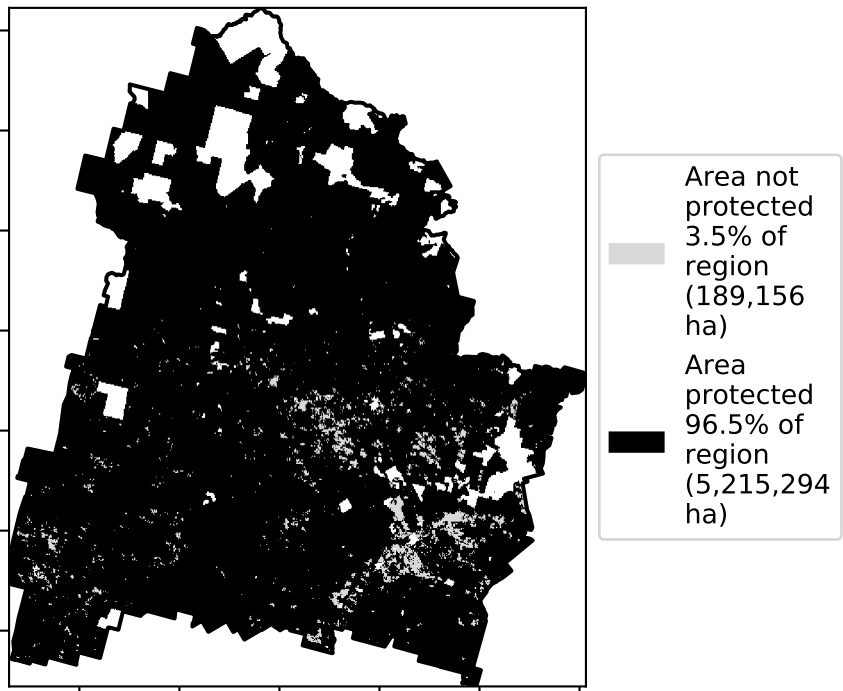 Area not
protected
3.5% of
region
(189,156
ha)
Area
protected
96.5% of
region
(5,215,294
ha)